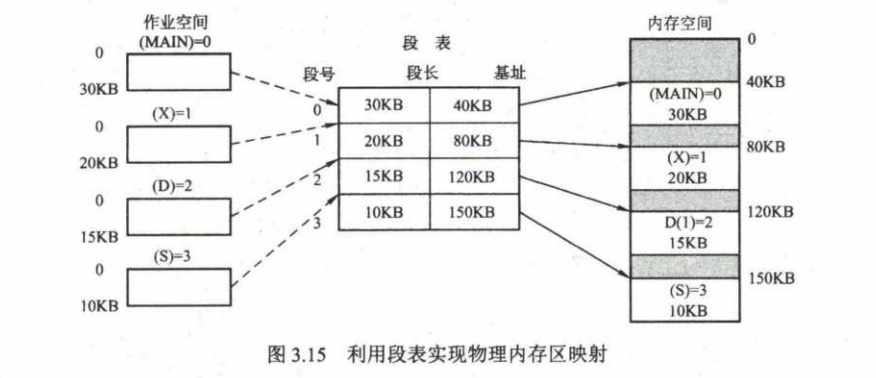 作业空间
(MAIN)=0
0
30KB
(X)=1
0
20KB
(D)=2
0
15KB
(S)=3
0
10KB
段 表
段号 段长 基址
0 30KB 40KB
1 20KB 80KB
2 15KB 120KB
3 10KB 150KB
内存空间
0
40KB
(MAIN)=0
30KB
80KB
(X)=1
20KB
120KB
D(1)=2
15KB
150KB
(S)=3
10KB
图 3.15 利用段表实现物理内存区映射